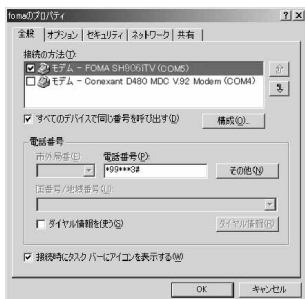 fomaのプロパティ
全般 オプション セキュリティ ネットワーク 共有
接続の方法(I):
モデム - FOMA SH906iTV (COM5)
モデム - Conexant D480 MDC V.92 Modem (COM4)
すべてのデバイスで同じ番号を呼び出す(D) 構成(O)...
電話番号
市外局番(E): 電話番号(P):
*99***3# その他(N)
国番号/地域番号(U):
ダイヤル情報を使う(S) ダイヤル情報(R)
接続時にタスク バーにアイコンを表示する(W)
OK キャンセル